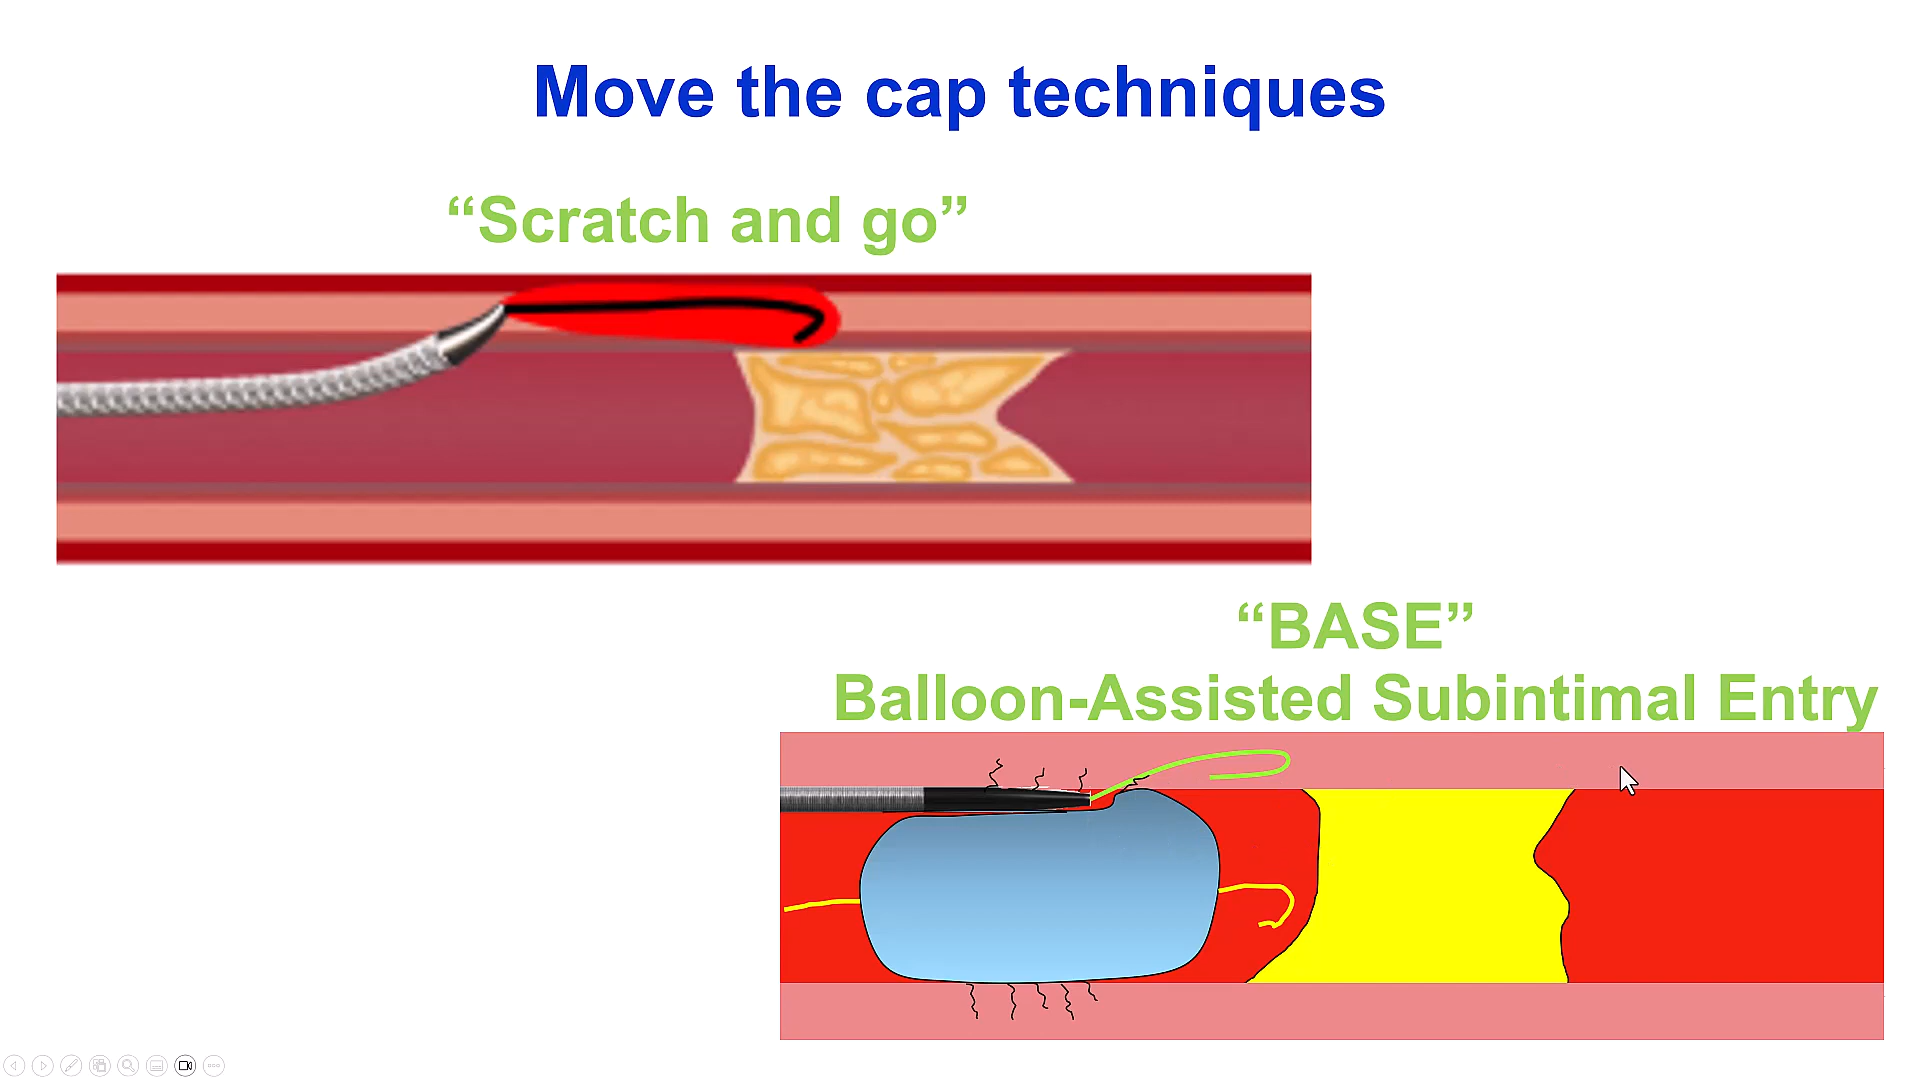 Move the cap techniques
“Scratch and go”
“BASE”
Balloon-Assisted Subintimal Entry